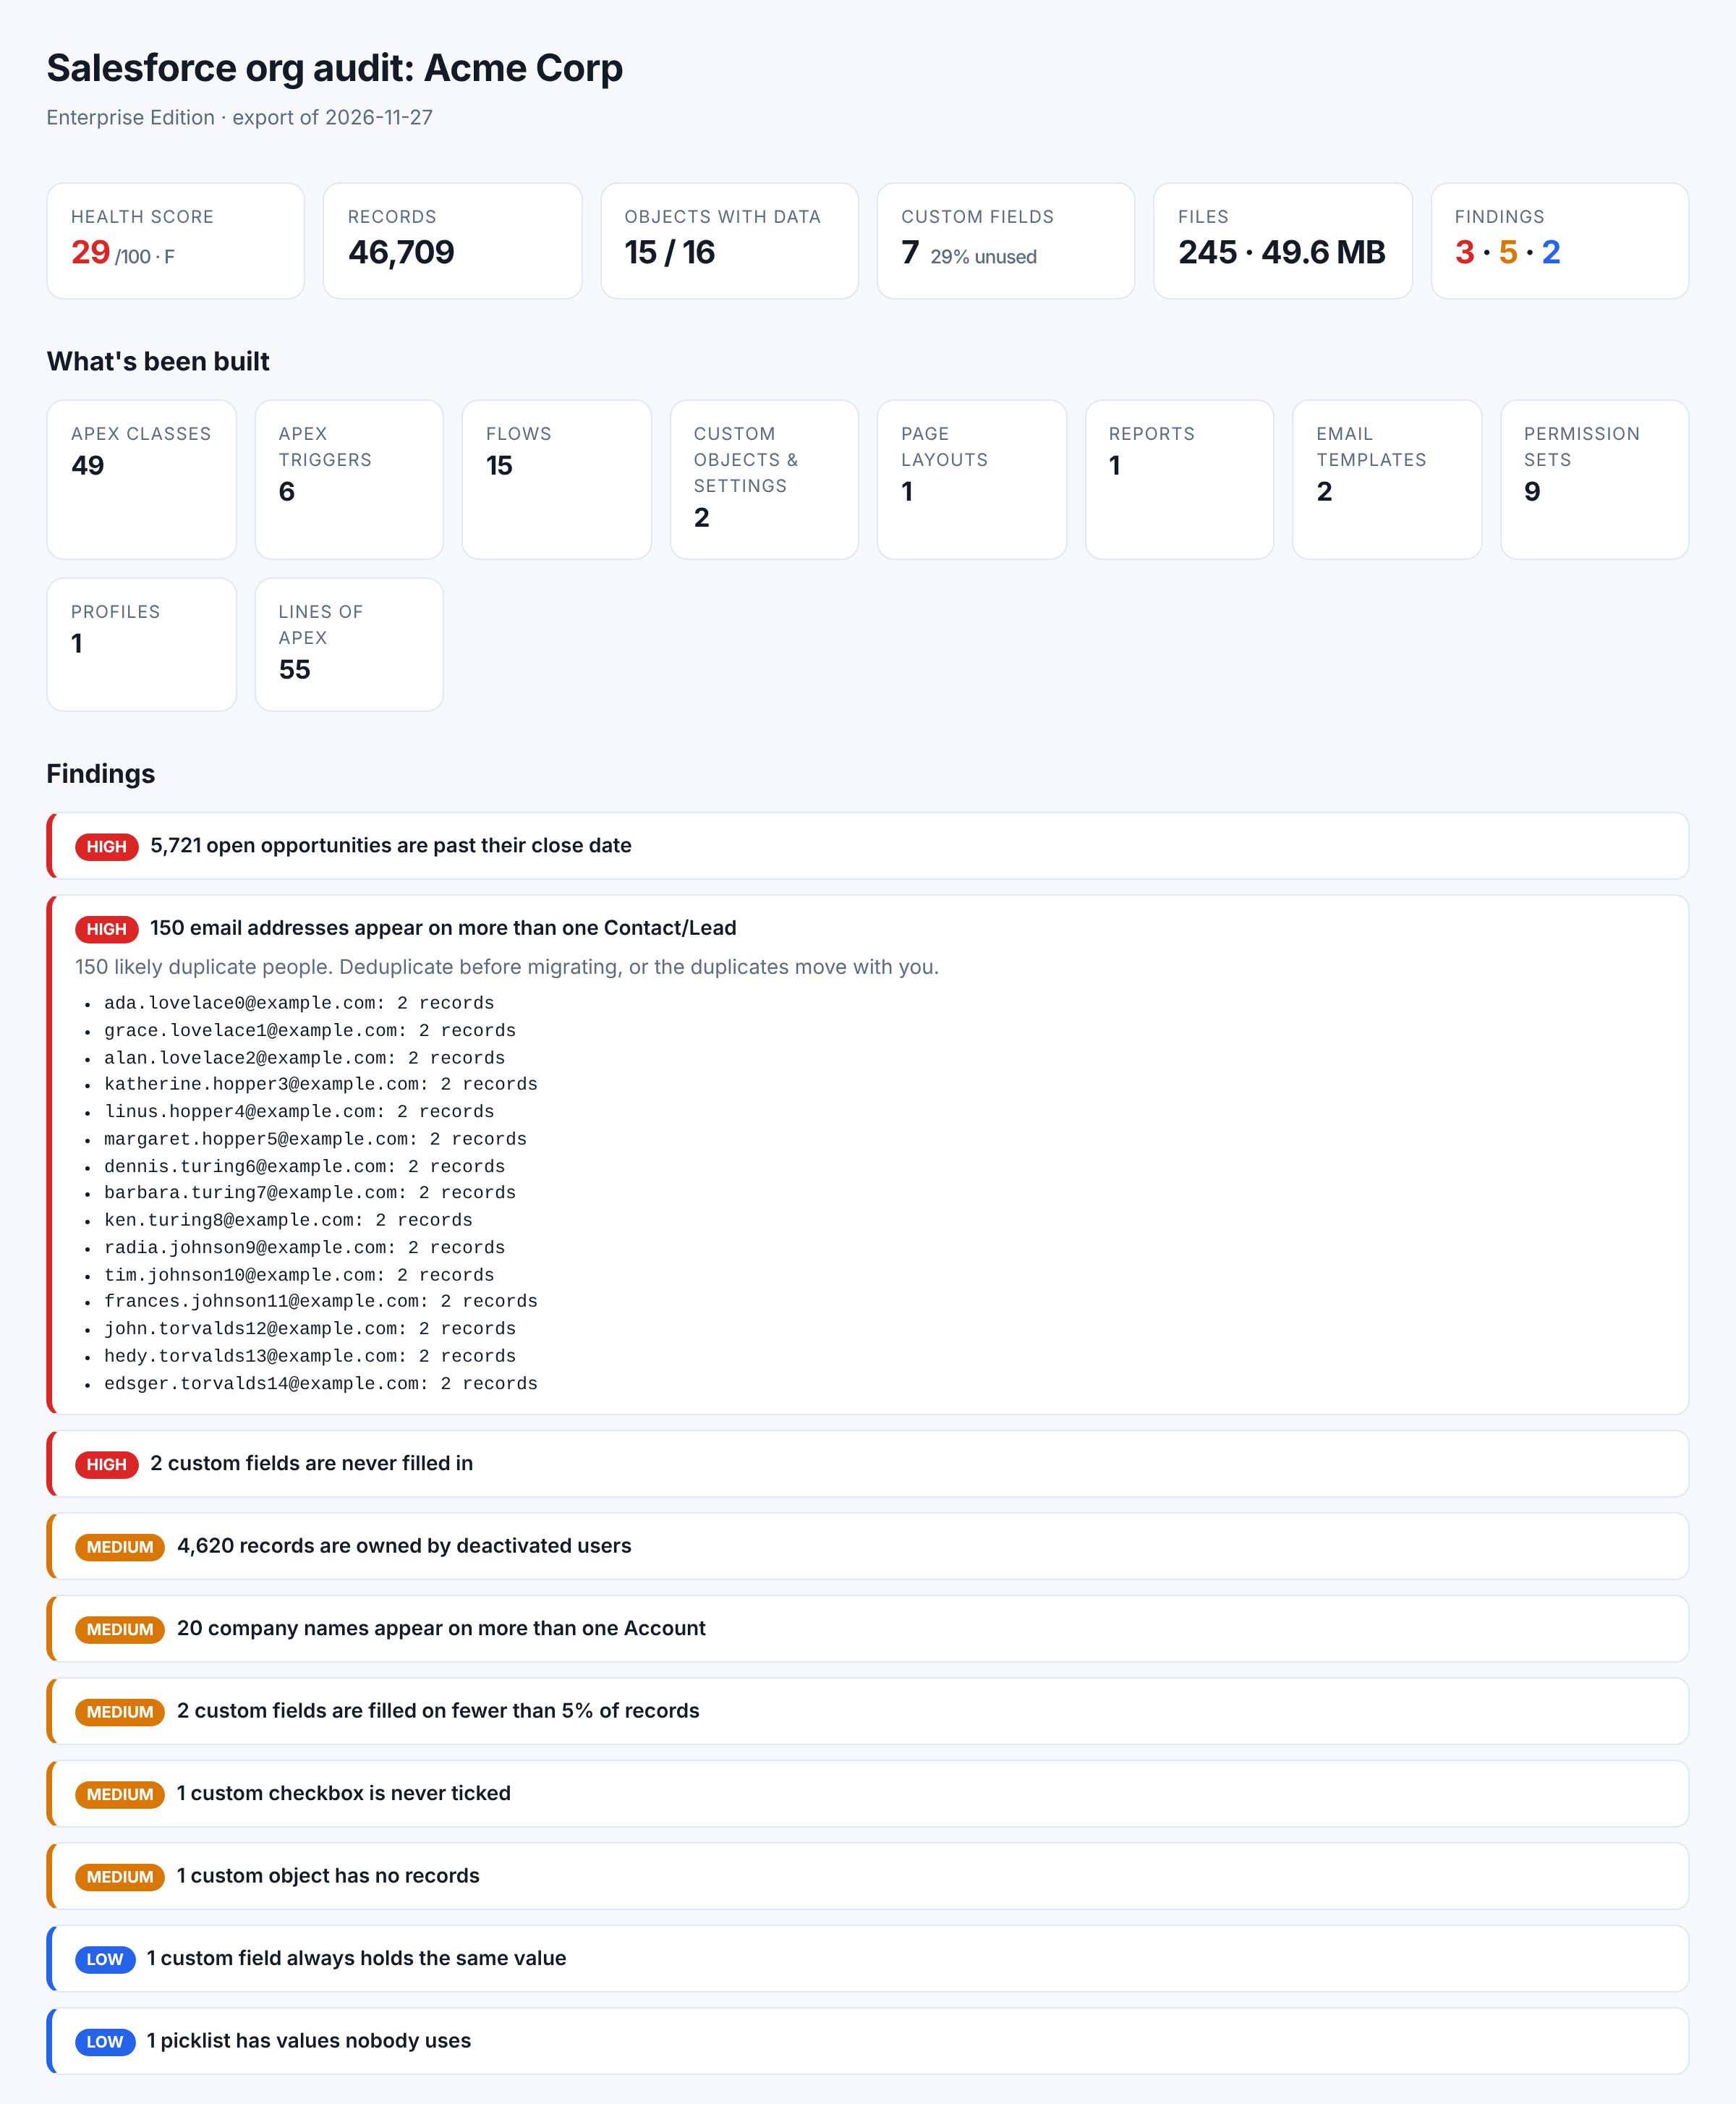 Salesforce org audit: Acme Corp
Enterprise Edition · export of 2026-11-27
HEALTH SCORE
29 /100 · F
RECORDS
46,709
OBJECTS WITH DATA
15 / 16
CUSTOM FIELDS
7 29% unused
FILES
245 · 49.6 MB
FINDINGS
3 · 5 · 2
What's been built
APEX CLASSES
49
APEX
TRIGGERS
6
FLOWS
15
CUSTOM
OBJECTS &
SETTINGS
2
PAGE
LAYOUTS
1
REPORTS
1
EMAIL
TEMPLATES
2
PERMISSION
SETS
9
PROFILES
1
LINES OF
APEX
55
Findings
HIGH 5,721 open opportunities are past their close date
HIGH 150 email addresses appear on more than one Contact/Lead
150 likely duplicate people. Deduplicate before migrating, or the duplicates move with you.
• ada.lovelace0@example.com: 2 records
• grace.lovelace1@example.com: 2 records
• alan.lovelace2@example.com: 2 records
• katherine.hopper3@example.com: 2 records
• linus.hopper4@example.com: 2 records
• margaret.hopper5@example.com: 2 records
• dennis.turing6@example.com: 2 records
• barbara.turing7@example.com: 2 records
• ken.turing8@example.com: 2 records
• radia.johnson9@example.com: 2 records
• tim.johnson10@example.com: 2 records
• frances.johnson11@example.com: 2 records
• john.torvalds12@example.com: 2 records
• hedy.torvalds13@example.com: 2 records
• edsger.torvalds14@example.com: 2 records
HIGH 2 custom fields are never filled in
MEDIUM 4,620 records are owned by deactivated users
MEDIUM 20 company names appear on more than one Account
MEDIUM 2 custom fields are filled on fewer than 5% of records
MEDIUM 1 custom checkbox is never ticked
MEDIUM 1 custom object has no records
LOW 1 custom field always holds the same value
LOW 1 picklist has values nobody uses